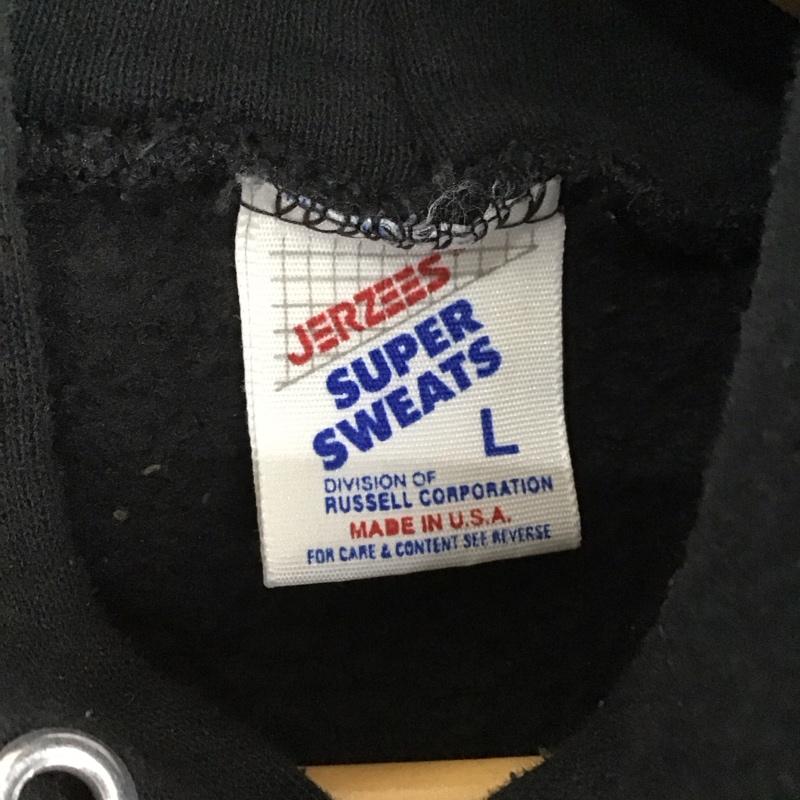 JERZEES
SUPER
SWEATS
L
DIVISION OF
RUSSELL CORPORATION
MADE IN U.S.A.
FOR CARE & CONTENT SEE REVERSE